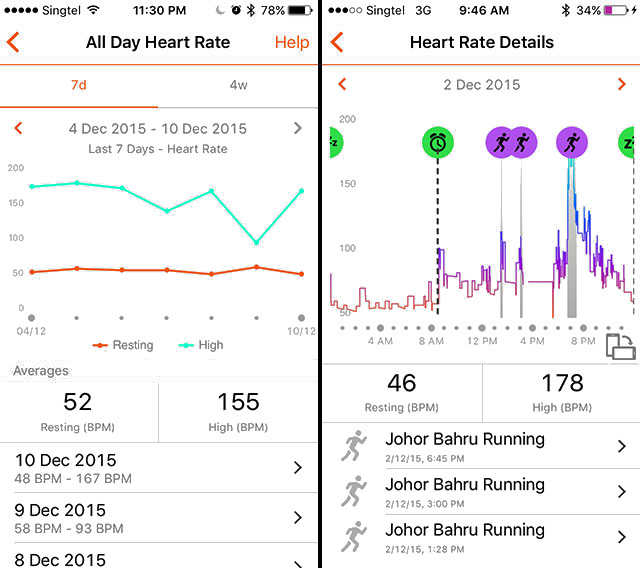 Singtel 11:30 PM 78%
All Day Heart Rate Help
7d 4w
4 Dec 2015 - 10 Dec 2015
Last 7 Days - Heart Rate
200
150
100
50
0
04/12 10/12
Resting High
Averages
52 155
Resting (BPM) High (BPM)
10 Dec 2015
48 BPM - 167 BPM
9 Dec 2015
58 BPM - 93 BPM
8 Dec 2015
Singtel 3G 9:46 AM 34%
Heart Rate Details
2 Dec 2015
200
150
100
50
4 AM 8 AM 12 PM 4 PM 8 PM
46 178
Resting (BPM) High (BPM)
Johor Bahru Running
2/12/15, 6:45 PM
Johor Bahru Running
2/12/15, 3:00 PM
Johor Bahru Running
2/12/15, 1:28 PM